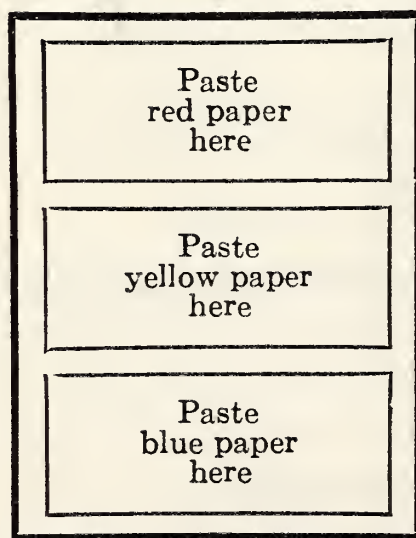 Paste
red paper
here
Paste
yellow paper
here
Paste
blue paper
here